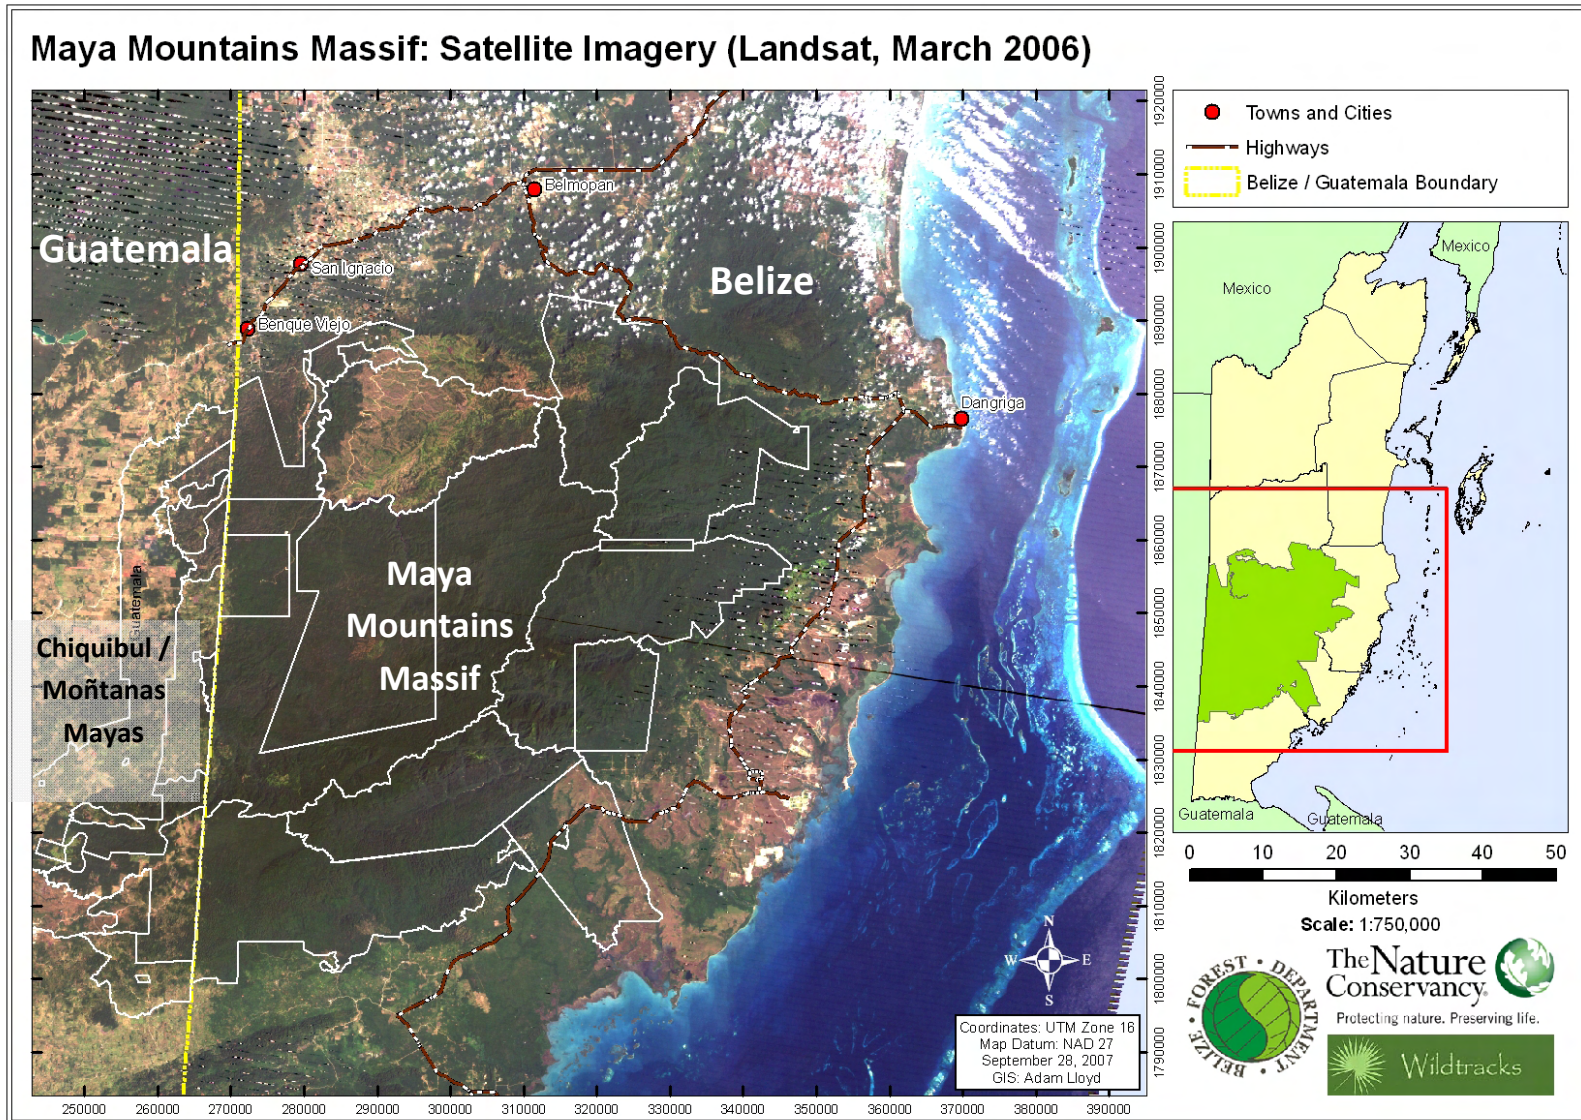 Maya Mountains Massif: Satellite Imagery (Landsat, March 2006)
Towns and Cities
Highways
Belize / Guatemala Boundary
Guatemala
Belize
Belmopan
San Ignacio
Benque Viejo
Dangriga
Maya
Mountains
Massif
Guatemala
Chiquibul /
Moñtanas
Mayas
1920000
1910000
1900000
1890000
1880000
1870000
1860000
1850000
1840000
1830000
1820000
1810000
1800000
1790000
250000 260000 270000 280000 290000 300000 310000 320000 330000 340000 350000 360000 370000 380000 390000
N
W E
S
Coordinates: UTM Zone 16
Map Datum: NAD 27
September 28, 2007
GIS: Adam Lloyd
Mexico
Mexico
Guatemala
Guatemala
0 10 20 30 40 50
Kilometers
Scale: 1:750,000
BELIZE • FOREST • DEPARTMENT •
The Nature
Conservancy®
Protecting nature. Preserving life.
Wildtracks